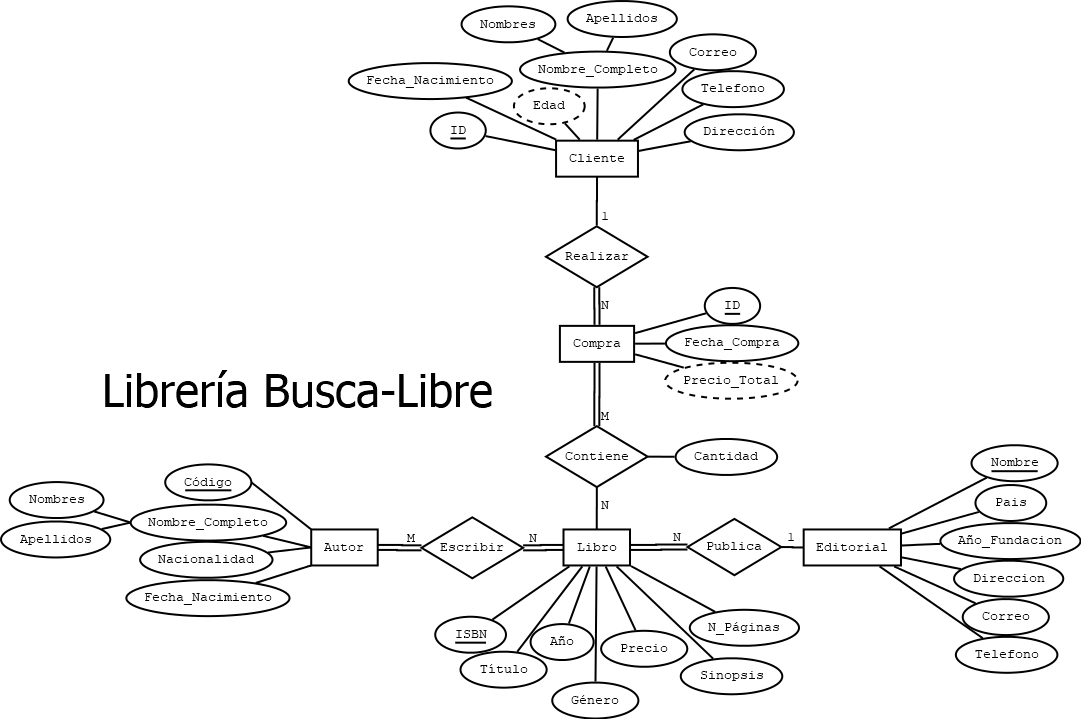 Nombres
Apellidos
Nombre_Completo
Correo
Fecha_Nacimiento
Edad
Telefono
ID
Dirección
Cliente
1
Realizar
N
ID
Compra
Fecha_Compra
Precio_Total
Librería Busca-Libre
M
Contiene
Cantidad
N
Código
Nombres
Nombre_Completo
Apellidos
Nacionalidad
Fecha_Nacimiento
Autor
M
Escribir
N
Libro
N
Publica
1
Editorial
Nombre
Pais
Año_Fundacion
Direccion
Correo
Telefono
ISBN
Título
Año
Género
Precio
Sinopsis
N_Páginas